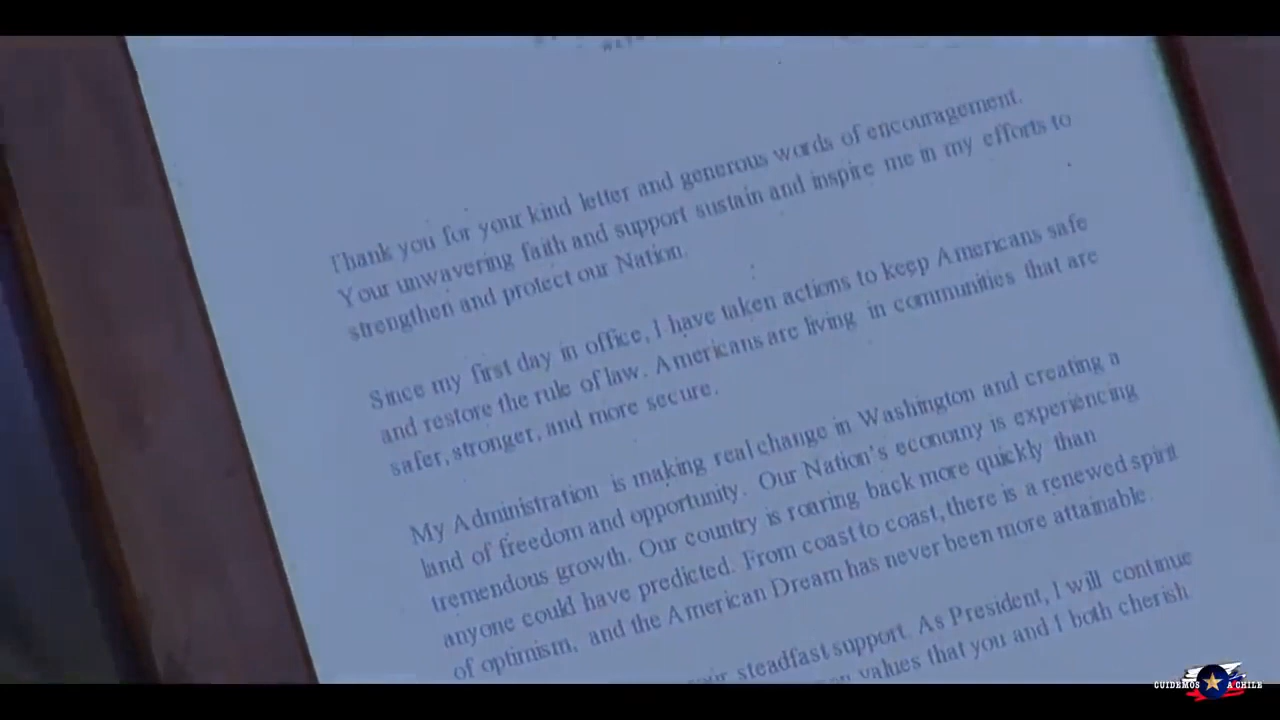 Thank you for your kind letter and generous words of encouragement.
Your unwavering faith and support sustain and inspire me in my efforts to
strengthen and protect our Nation.
Since my first day in office, I have taken actions to keep Americans safe
and restore the rule of law. Americans are living in communities that are
safer, stronger, and more secure.
My Administration is making real change in Washington and creating a
land of freedom and opportunity. Our Nation's economy is experiencing
tremendous growth. Our country is roaring back more quickly than
anyone could have predicted. From coast to coast, there is a renewed spirit
of optimism, and the American Dream has never been more attainable.
steadfast support. As President, I will continue
values that you and I both cherish
CUIDEMOS A CHILE